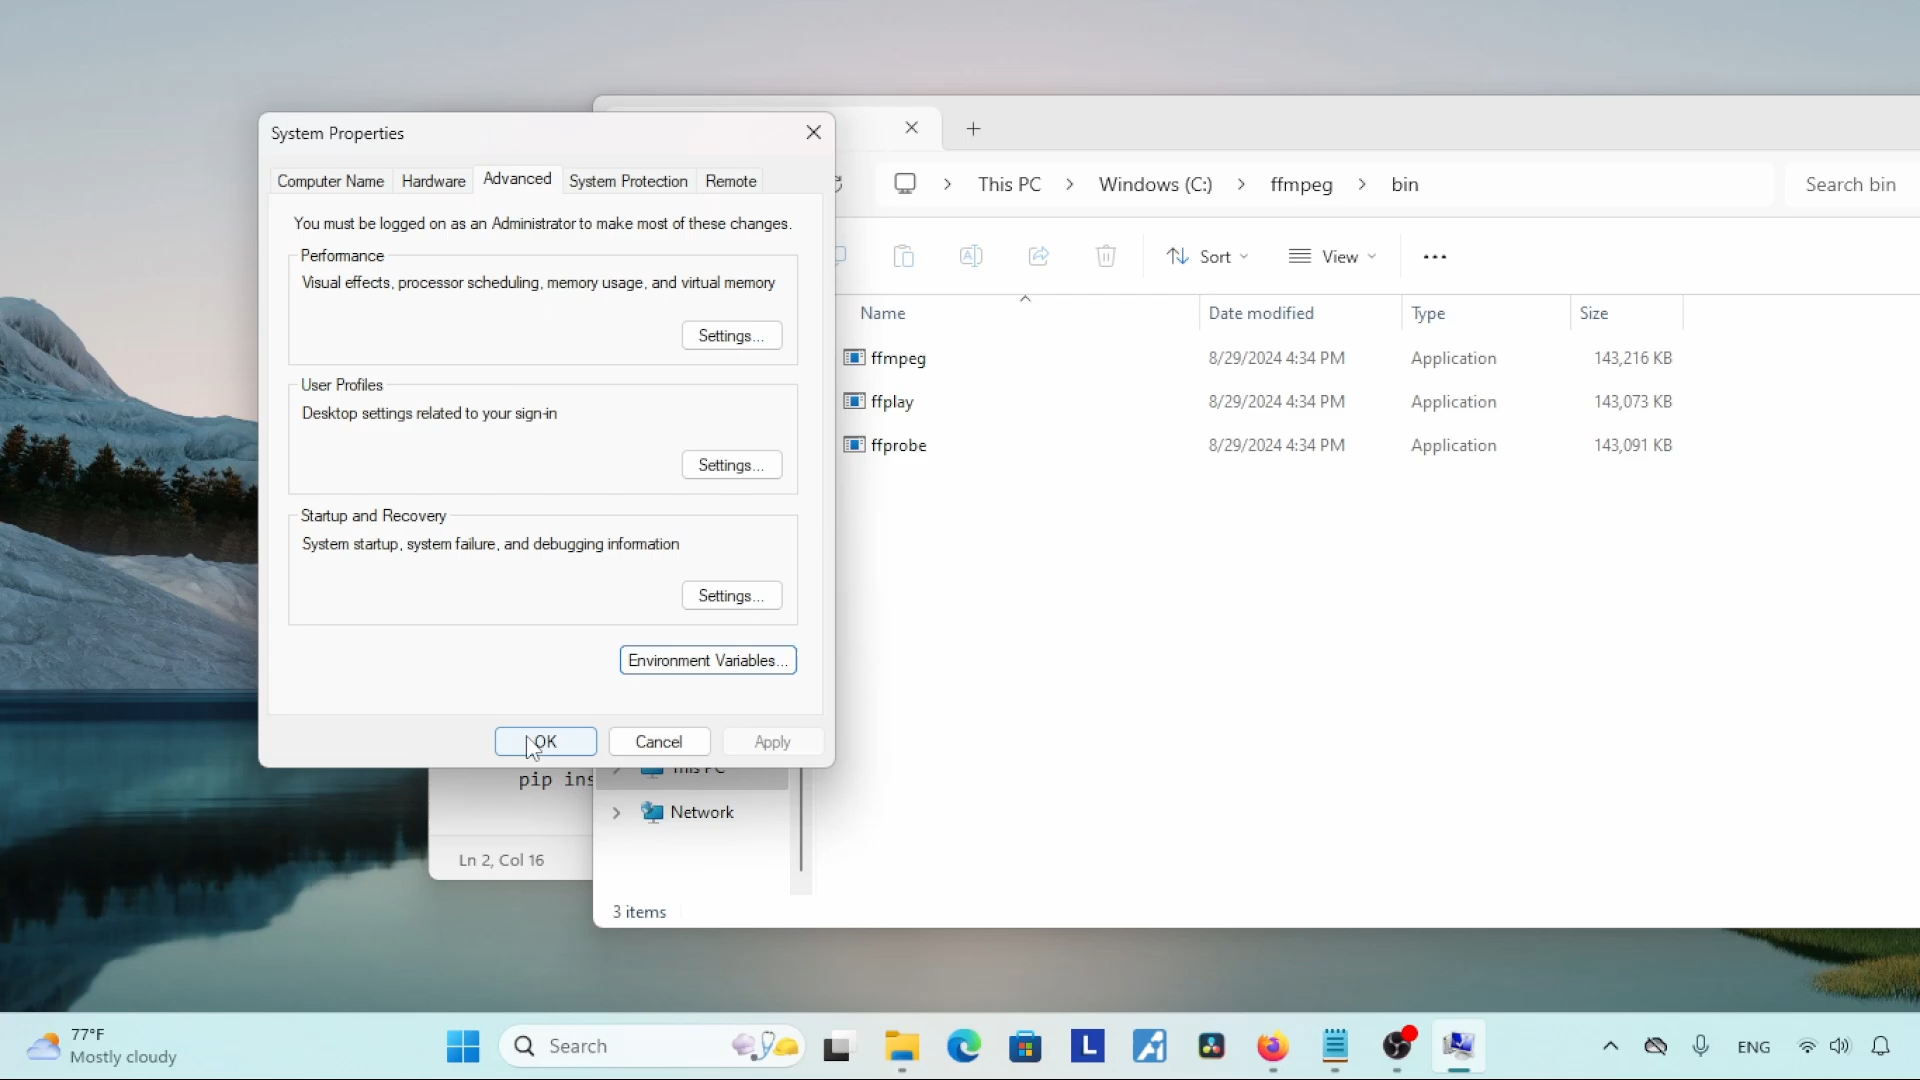 System Properties
Computer Name
Hardware
Advanced
System Protection
Remote
You must be logged on as an Administrator to make most of these changes.
Performance
Visual effects, processor scheduling, memory usage, and virtual memory
Settings...
User Profiles
Desktop settings related to your sign-in
Settings...
Startup and Recovery
System startup, system failure, and debugging information
Settings...
Environment Variables...
OK
Cancel
Apply
This PC > Windows (C:) > ffmpeg > bin
Search bin
Sort
View
Name
Date modified
Type
Size
ffmpeg 8/29/2024 4:34 PM Application 143,216 KB
ffplay 8/29/2024 4:34 PM Application 143,073 KB
ffprobe 8/29/2024 4:34 PM Application 143,091 KB
This PC
Network
3 items
pip ins
Ln 2, Col 16
77°F
Mostly cloudy
Search
L
ENG